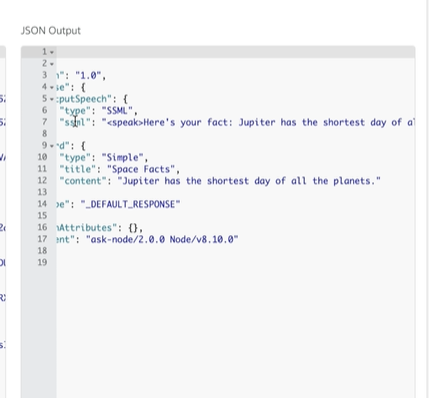 JSON Output
1
2
3 ": "1.0",
4 se": {
5 :putSpeech": {
6 "type": "SSML",
7 "ssml": "<speak>Here's your fact: Jupiter has the shortest day of a
8
9 "d": {
10 "type": "Simple",
11 "title": "Space Facts",
12 "content": "Jupiter has the shortest day of all the planets."
13
14 pe": "_DEFAULT_RESPONSE"
15
16 Attributes": {},
17 ent": "ask-node/2.0.0 Node/v8.10.0"
18
19